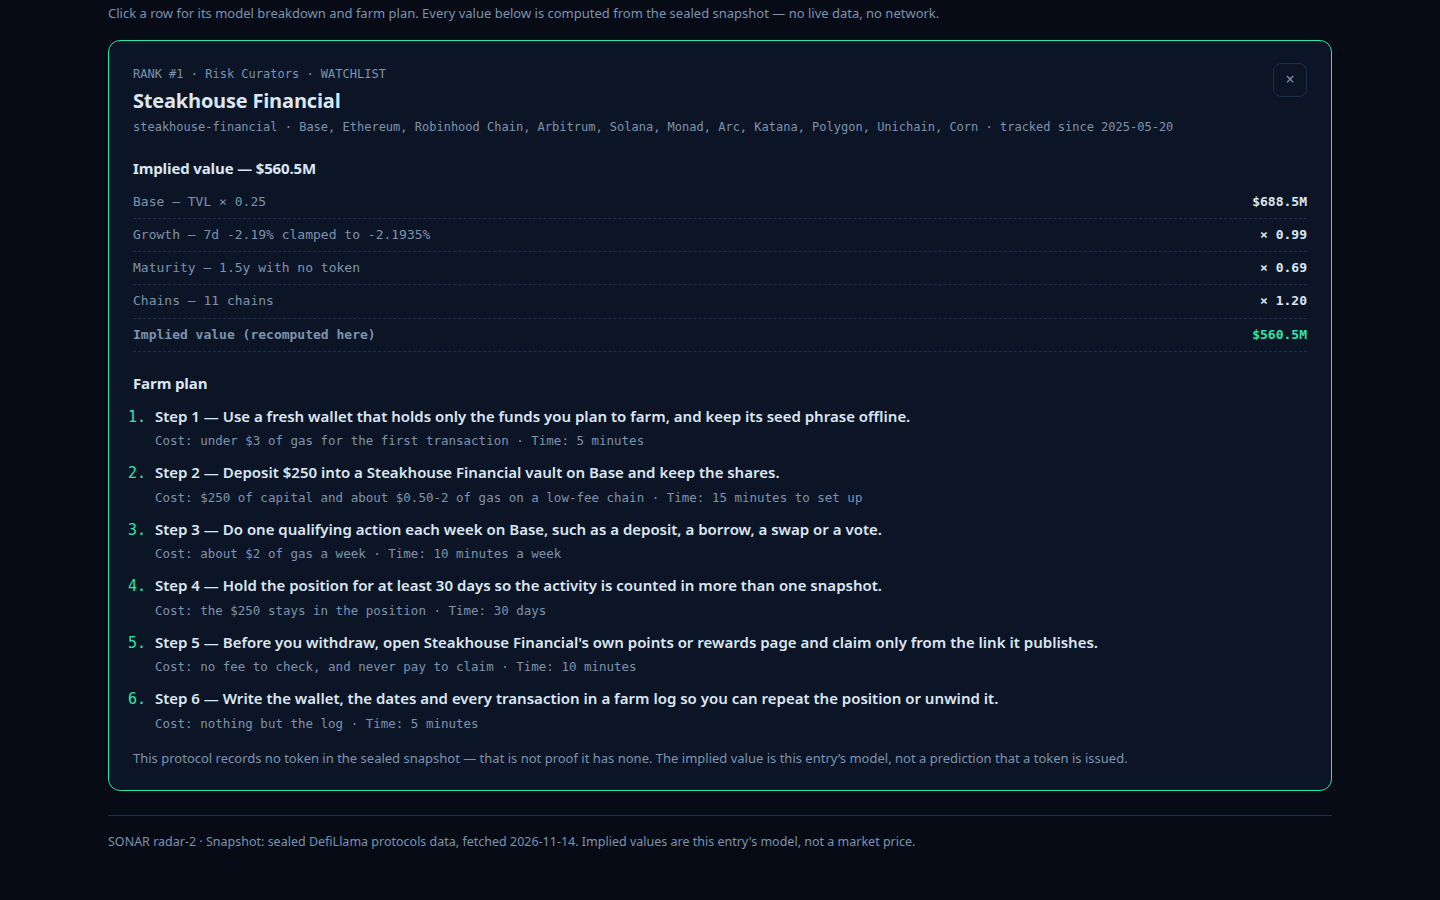 Click a row for its model breakdown and farm plan. Every value below is computed from the sealed snapshot — no live data, no network.
RANK #1 · Risk Curators · WATCHLIST
×
Steakhouse Financial
steakhouse-financial · Base, Ethereum, Robinhood Chain, Arbitrum, Solana, Monad, Arc, Katana, Polygon, Unichain, Corn · tracked since 2025-05-20
Implied value — $560.5M
Base — TVL × 0.25 $688.5M
Growth — 7d -2.19% clamped to -2.1935% × 0.99
Maturity — 1.5y with no token × 0.69
Chains — 11 chains × 1.20
Implied value (recomputed here) $560.5M
Farm plan
1. Step 1 — Use a fresh wallet that holds only the funds you plan to farm, and keep its seed phrase offline.
Cost: under $3 of gas for the first transaction · Time: 5 minutes
2. Step 2 — Deposit $250 into a Steakhouse Financial vault on Base and keep the shares.
Cost: $250 of capital and about $0.50-2 of gas on a low-fee chain · Time: 15 minutes to set up
3. Step 3 — Do one qualifying action each week on Base, such as a deposit, a borrow, a swap or a vote.
Cost: about $2 of gas a week · Time: 10 minutes a week
4. Step 4 — Hold the position for at least 30 days so the activity is counted in more than one snapshot.
Cost: the $250 stays in the position · Time: 30 days
5. Step 5 — Before you withdraw, open Steakhouse Financial's own points or rewards page and claim only from the link it publishes.
Cost: no fee to check, and never pay to claim · Time: 10 minutes
6. Step 6 — Write the wallet, the dates and every transaction in a farm log so you can repeat the position or unwind it.
Cost: nothing but the log · Time: 5 minutes
This protocol records no token in the sealed snapshot — that is not proof it has none. The implied value is this entry’s model, not a prediction that a token is issued.
SONAR radar-2 · Snapshot: sealed DefiLlama protocols data, fetched 2026-11-14. Implied values are this entry's model, not a market price.